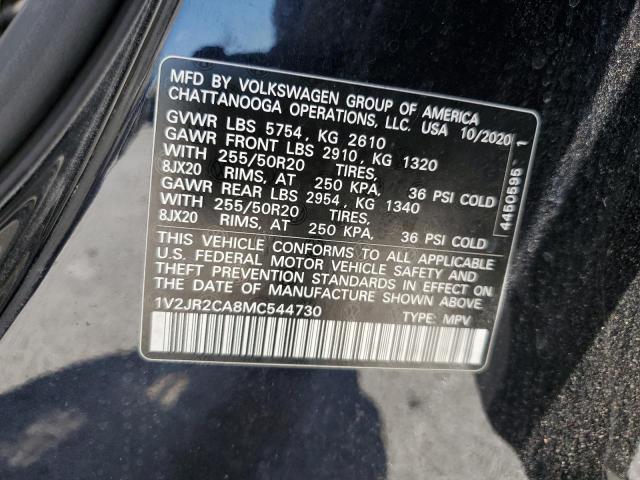 MFD BY VOLKSWAGEN GROUP OF AMERICA
CHATTANOOGA OPERATIONS, LLC. USA 10/2020
GVWR LBS 5754, KG 2610
GAWR FRONT LBS 2910, KG 1320
WITH 255/50R20 TIRES,
8JX20 RIMS, AT 250 KPA, 36 PSI COLD
GAWR REAR LBS 2954, KG 1340
WITH 255/50R20 TIRES,
8JX20 RIMS, AT 250 KPA, 36 PSI COLD
THIS VEHICLE CONFORMS TO ALL APPLICABLE
U.S. FEDERAL MOTOR VEHICLE SAFETY AND
THEFT PREVENTION STANDARDS IN EFFECT ON
THE DATE OF MANUFACTURE SHOWN ABOVE.
1V2JR2CA8MC544730 TYPE: MPV
4450595 1